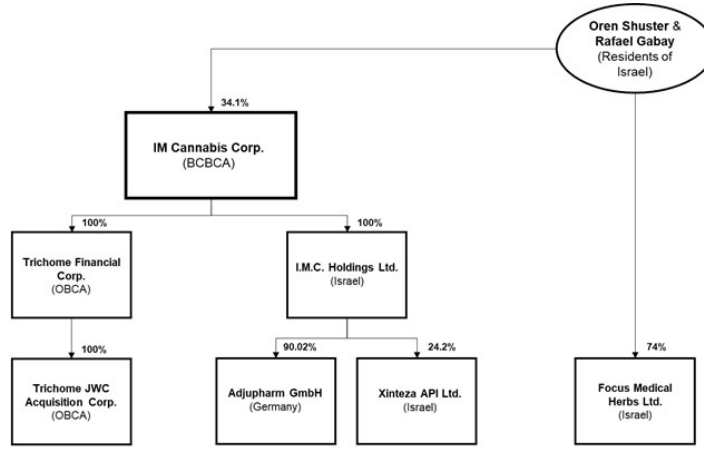 Oren Shuster &
Rafael Gabay
(Residents of
Israel)
34.1%
IM Cannabis Corp.
(BCBCA)
100%
100%
Trichome Financial
Corp.
(OBCA)
I.M.C. Holdings Ltd.
(Israel)
100%
90.02%
24.2%
74%
Trichome JWC
Acquisition Corp.
(OBCA)
Adjupharm GmbH
(Germany)
Xinteza API Ltd.
(Israel)
Focus Medical
Herbs Ltd.
(Israel)